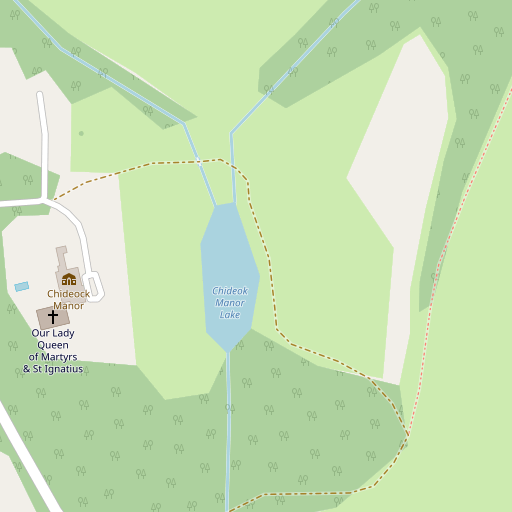 Chideok
Manor
Lake
Chideock
Manor
Our Lady
Queen
of Martyrs
& St Ignatius